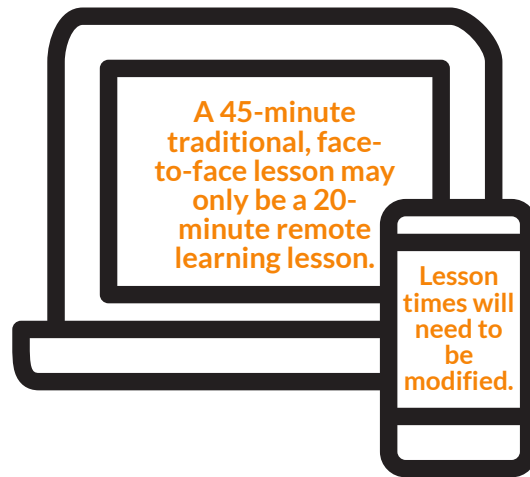 A 45-minute
traditional, face-
to-face lesson may
only be a 20-
minute remote
learning lesson.
Lesson
times will
need to
be
modified.